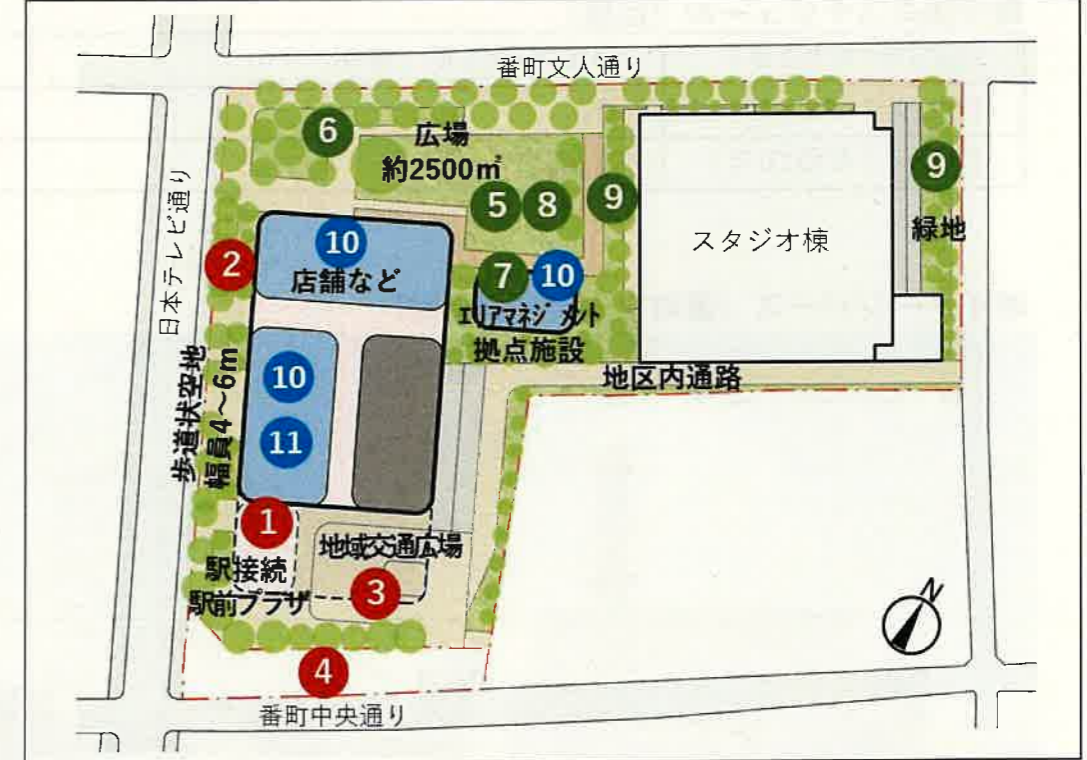 番町文人通り
6
広場
約2500㎡
9
9
5
8
日本テレビ通り
スタジオ棟
緑地
10
2
店舗など
7
10
エリアマネジメント
拠点施設
地区内通路
歩道状空地
幅員4～6m
10
11
1
地域交通広場
駅接続
駅前プラザ
3
N
4
番町中央通り